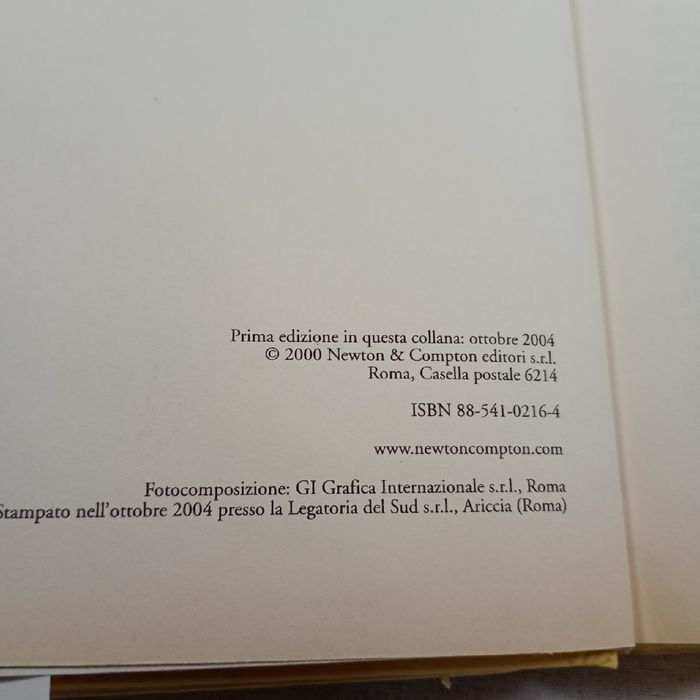 Prima edizione in questa collana: ottobre 2004
© 2000 Newton & Compton editori s.r.l.
Roma, Casella postale 6214
ISBN 88-541-0216-4
www.newtoncompton.com
Fotocomposizione: GI Grafica Internazionale s.r.l., Roma
Stampato nell'ottobre 2004 presso la Legatoria del Sud s.r.l., Ariccia (Roma)